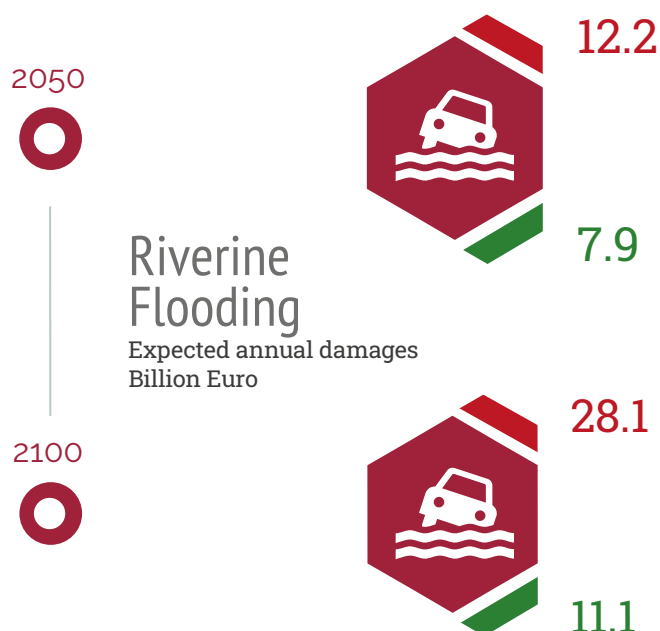 12.2
2050
7.9
Riverine
Flooding
Expected annual damages
Billion Euro
28.1
2100
11.1